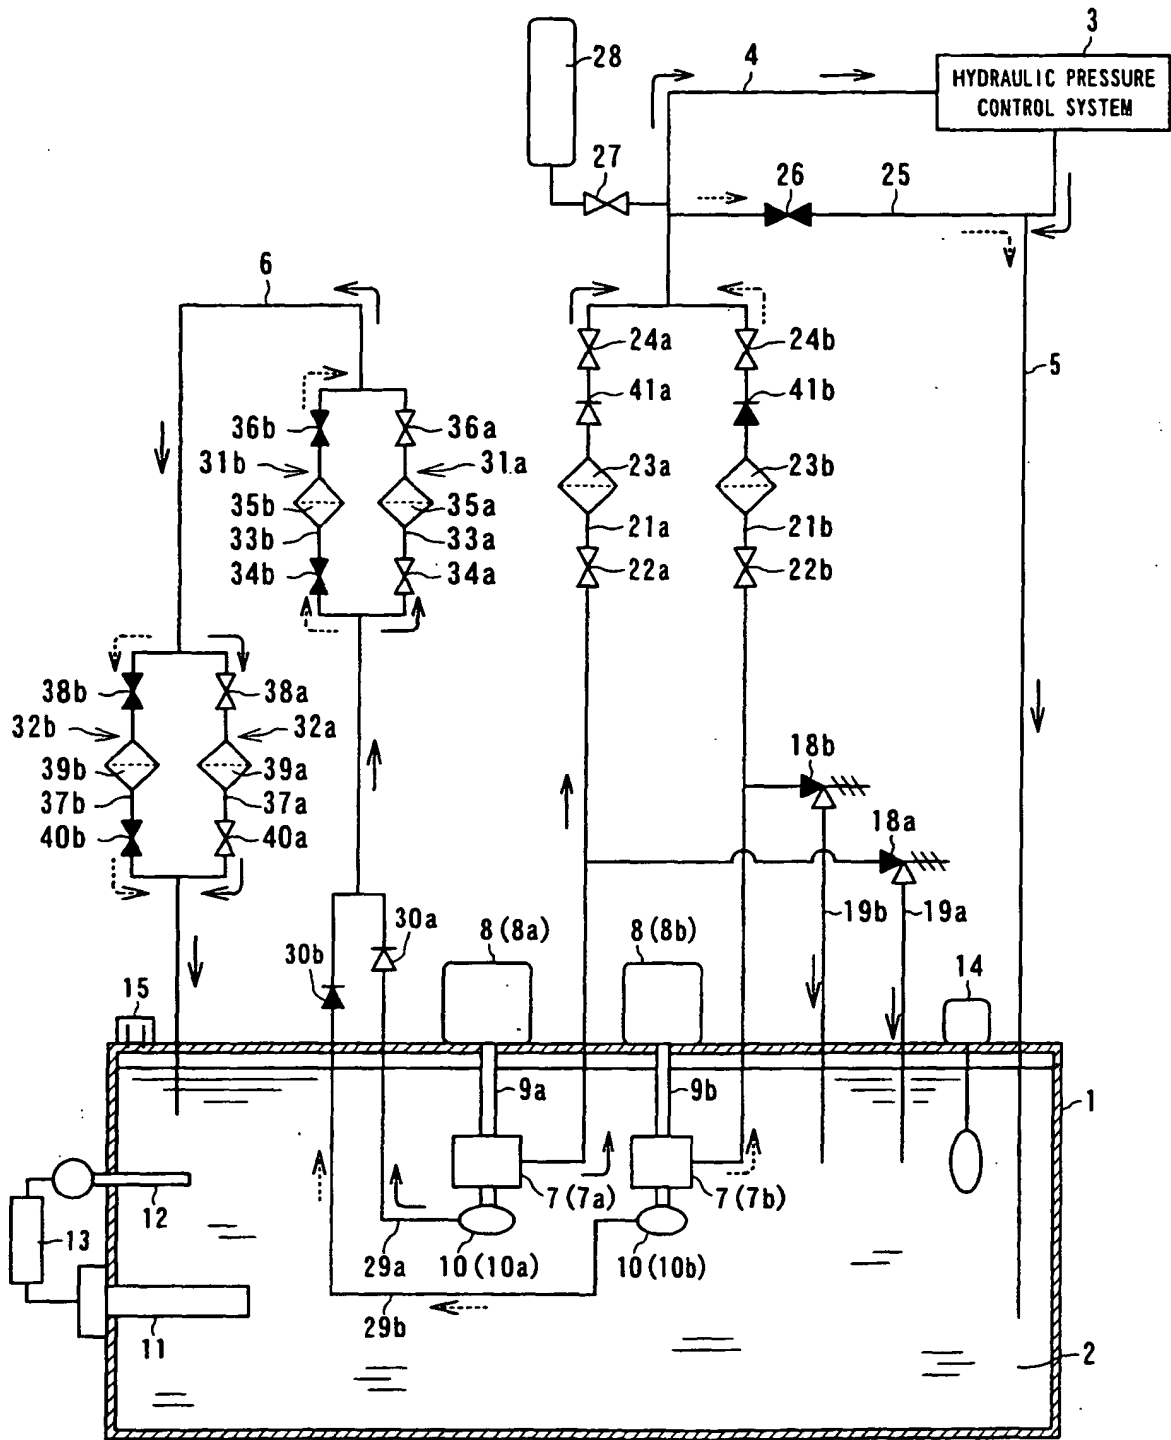 3
28
4
HYDRAULIC PRESSURE
CONTROL SYSTEM
27
26
25
6
24a
24b
5
41a
41b
36b
36a
31b
31a
23a
23b
35b
35a
33b
33a
21a
21b
34b
34a
22a
22b
38b
38a
32b
32a
18b
39b
39a
37b
37a
18a
40b
40a
30a
19b
19a
8 (8a)
8 (8b)
30b
14
15
9a
9b
1
7 (7a)
7 (7b)
12
13
29a
10 (10a)
10 (10b)
29b
11
2